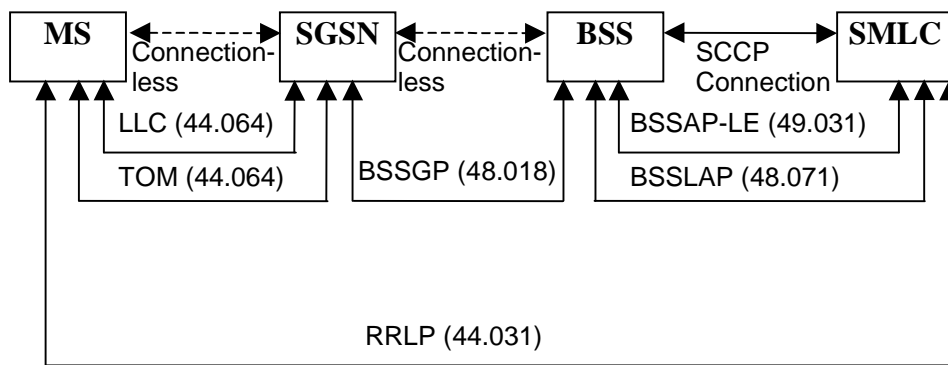 MS
SGSN
BSS
SMLC
Connection-
less
Connection-
less
SCCP
Connection
LLC (44.064)
BSSAP-LE (49.031)
TOM (44.064)
BSSGP (48.018)
BSSLAP (48.071)
RRLP (44.031)